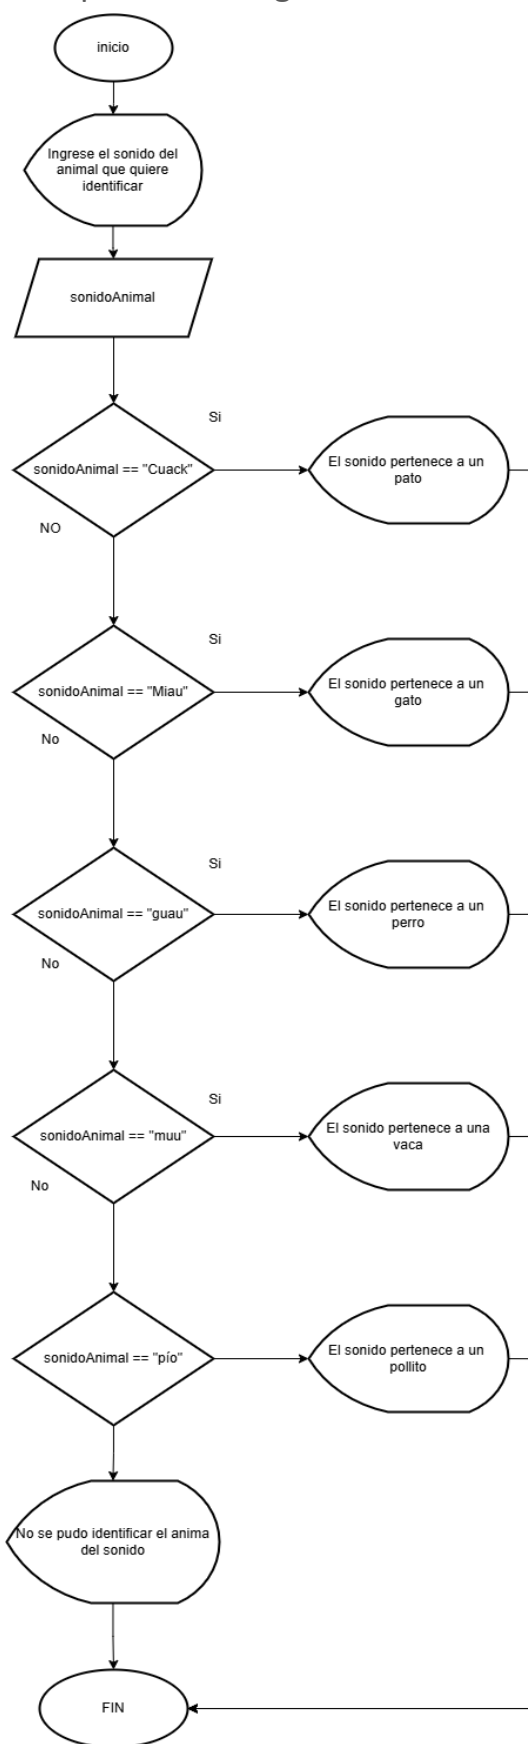 inicio
Ingrese el sonido del
animal que quiere
identificar
sonidoAnimal
Si
sonidoAnimal == "Cuack"
El sonido pertenece a un
pato
NO
Si
sonidoAnimal == "Miau"
El sonido pertenece a un
gato
No
Si
sonidoAnimal == "guau"
El sonido pertenece a un
perro
No
Si
sonidoAnimal == "muu"
El sonido pertenece a una
vaca
No
sonidoAnimal == "pío"
El sonido pertenece a un
pollito
No se pudo identificar el anima
del sonido
FIN